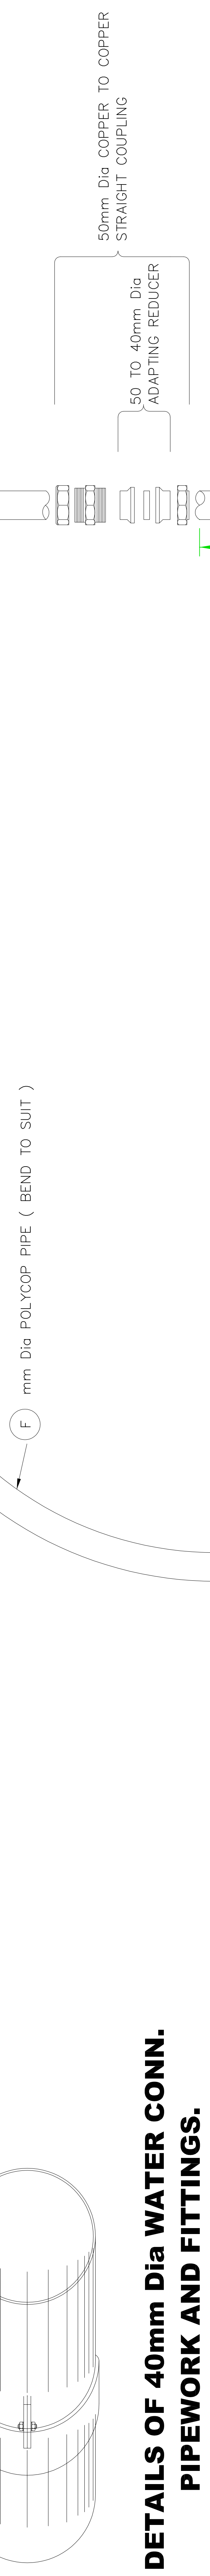 50mm Dia COPPER TO COPPER
STRAIGHT COUPLING
50 TO 40mm Dia
ADAPTING REDUCER
F mm Dia POLYCOP PIPE ( BEND TO SUIT )
DETAILS OF 40mm Dia WATER CONN.
PIPEWORK AND FITTINGS.